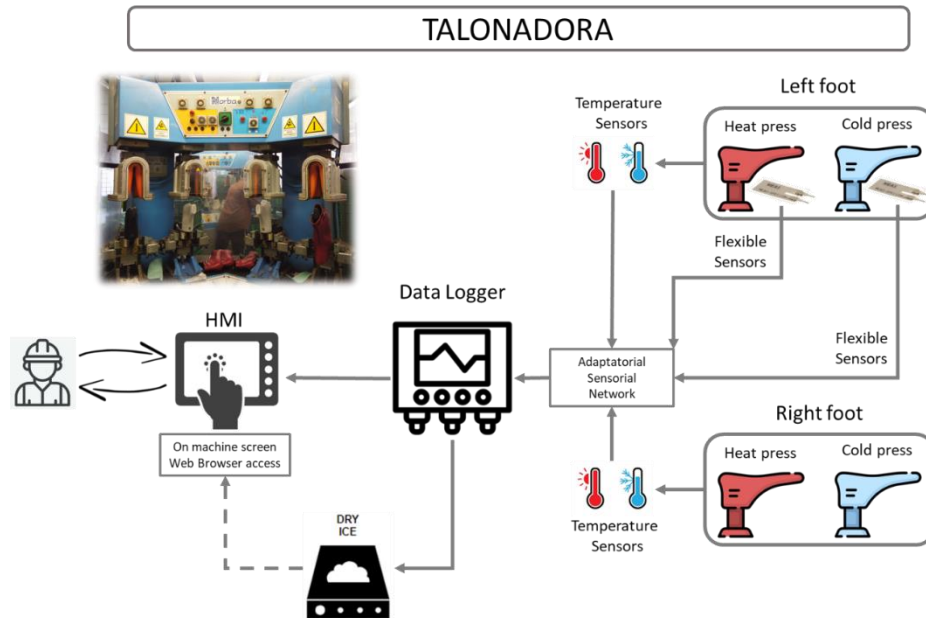 TALONADORA
Left foot
Temperature
Sensors
Heat press
Cold press
Flexible
Sensors
Data Logger
HMI
Flexible
Sensors
Adaptatorial
Sensorial
Network
Right foot
On machine screen
Web Browser access
Heat press
Cold press
DRY
ICE
Temperature
Sensors